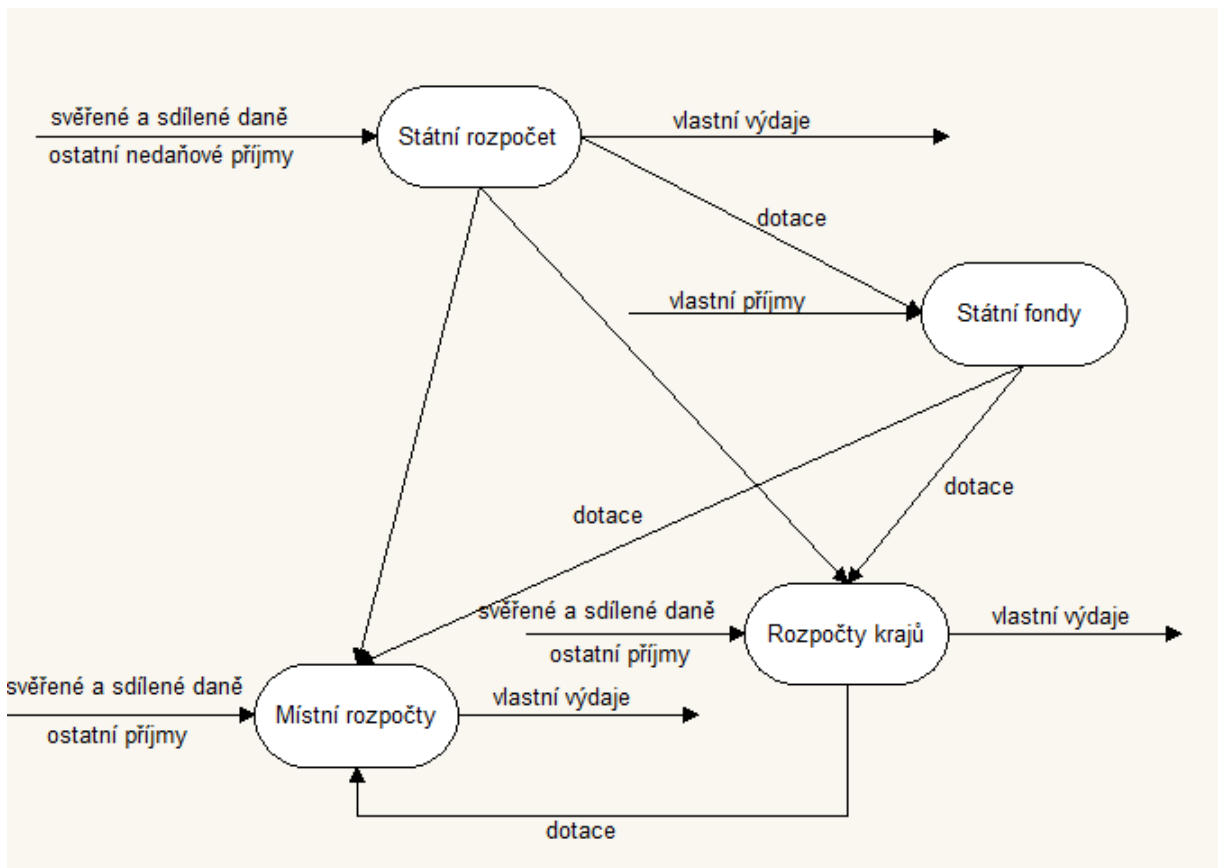 svěřené a sdílené daně
ostatní nedaňové příjmy
Státní rozpočet
vlastní výdaje
dotace
vlastní příjmy
Státní fondy
dotace
dotace
svěřené a sdílené daně
ostatní příjmy
Rozpočty krajů
vlastní výdaje
svěřené a sdílené daně
ostatní příjmy
Místní rozpočty
vlastní výdaje
dotace